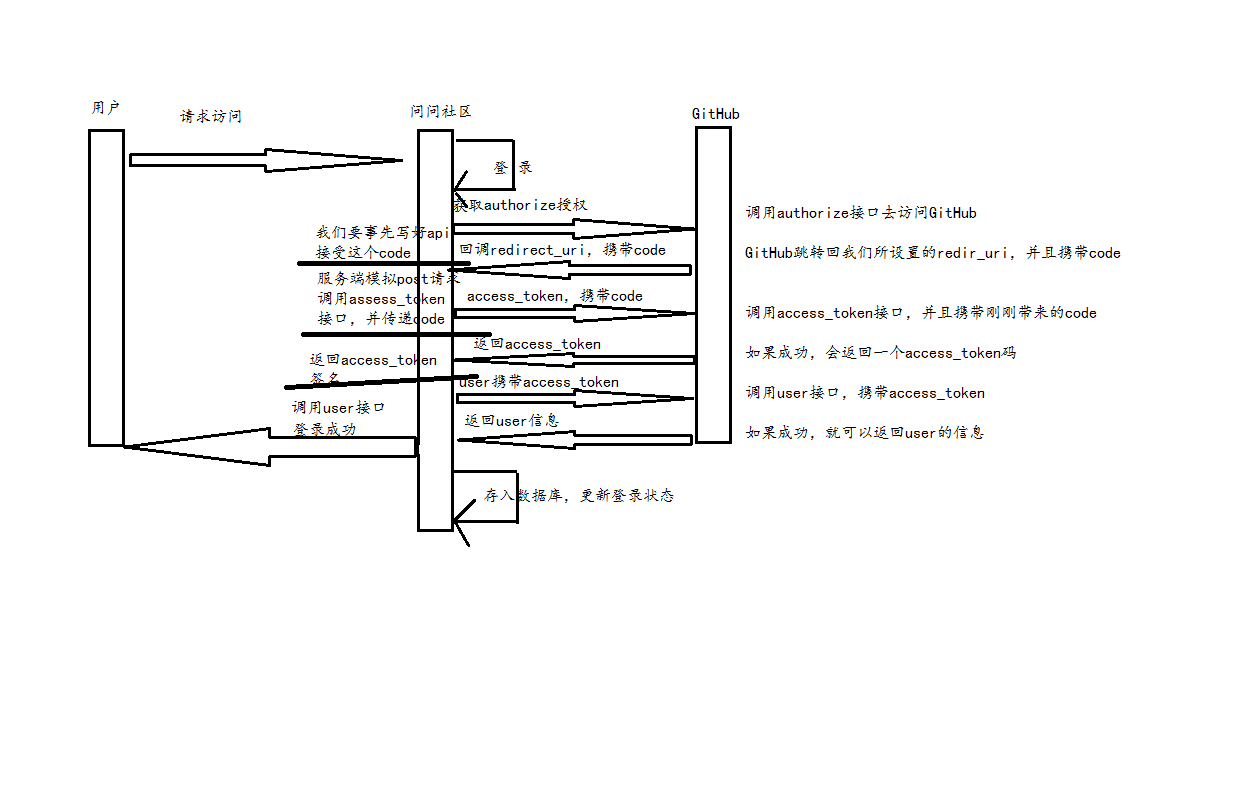 用户
请求访问
问问社区
GitHub
登 录
获取authorize授权
调用authorize接口去访问GitHub
我们要事先写好api
接受这个code
回调redirect_uri，携带code
GitHub跳转回我们所设置的redir_uri，并且携带code
服务端模拟post请求
调用assess_token
接口，并传递code
access_token，携带code
调用access_token接口，并且携带刚刚带来的code
返回access_token
如果成功，会返回一个access_token码
返回access_token
签名
user携带access_token
调用user接口，携带access_token
调用user接口
登录成功
返回user信息
如果成功，就可以返回user的信息
存入数据库，更新登录状态